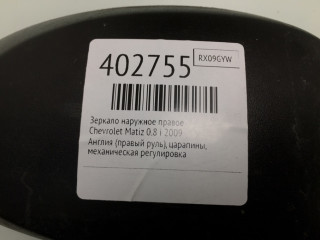 402755
RX09GYW
Зеркало наружное правое
Chevrolet Matiz 0.8 i 2009
Англия (правый руль), царапины,
механическая регулировка